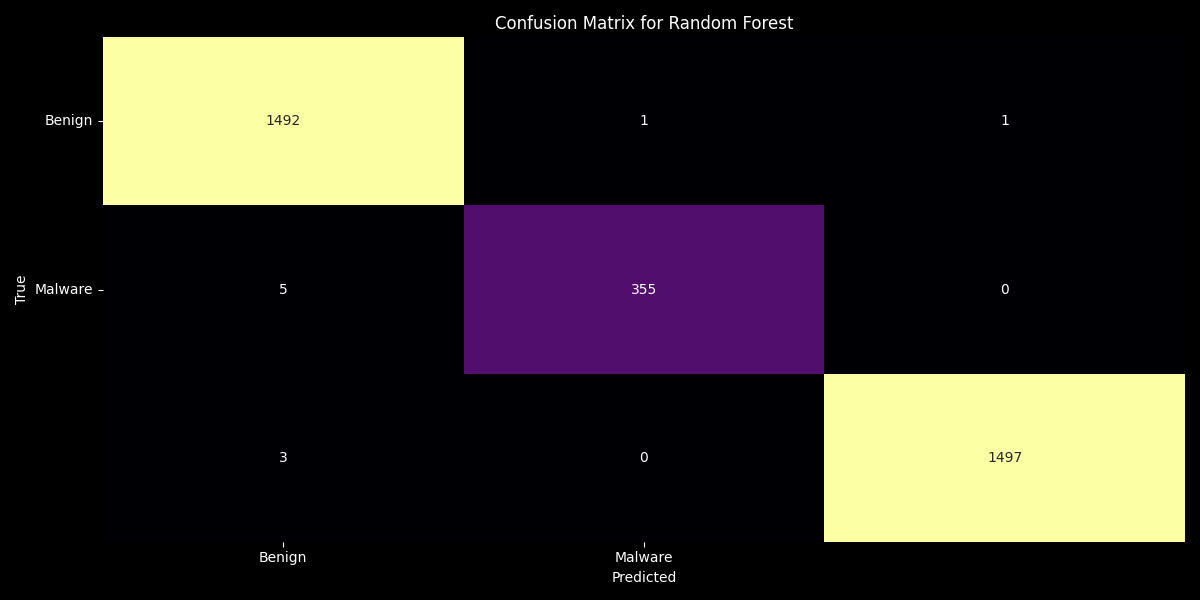 Confusion Matrix for Random Forest
Benign
1492
1
1
True
Malware
5
355
0
3
0
1497
Benign
Malware
Predicted